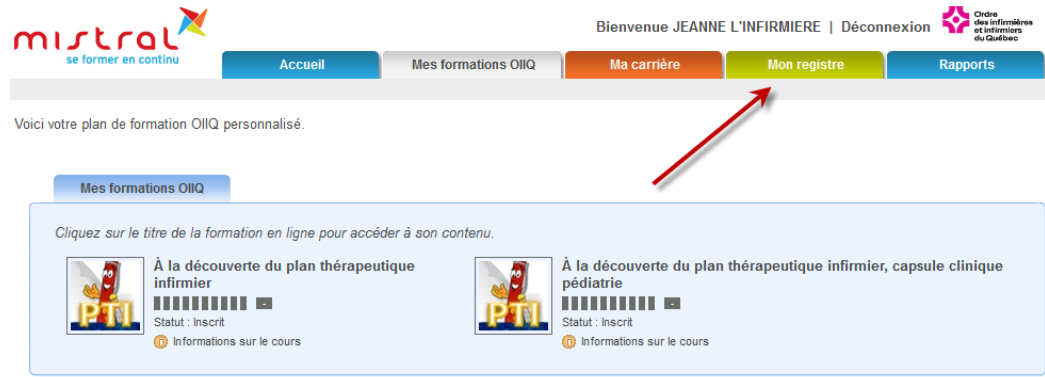 mistral
se former en continu
Bienvenue JEANNE L'INFIRMIERE | Déconnexion
Ordre
des infirmières
et infirmiers
du Québec
Accueil
Mes formations OIIQ
Ma carrière
Mon registre
Rapports
Voici votre plan de formation OIIQ personnalisé.
Mes formations OIIQ
Cliquez sur le titre de la formation en ligne pour accéder à son contenu.
PTI
À la découverte du plan thérapeutique
infirmier
-
Statut : Inscrit
Informations sur le cours
PTI
À la découverte du plan thérapeutique infirmier, capsule clinique
pédiatrie
-
Statut : Inscrit
Informations sur le cours